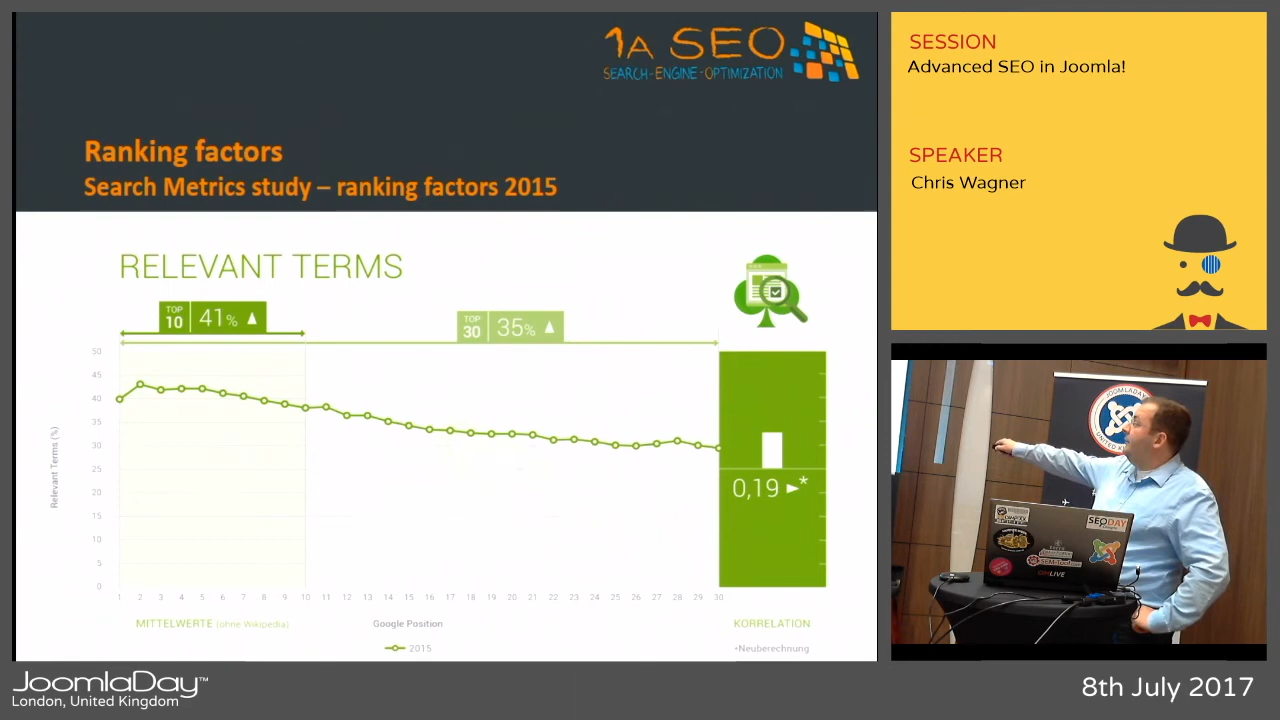 1A SEO
SEARCH-ENGINE-OPTIMIZATION
Ranking factors
Search Metrics study – ranking factors 2015
RELEVANT TERMS
TOP 10 41%
TOP 30 35%
50
45
40
35
30
25
20
15
10
5
0
Relevant Terms (%)
1 2 3 4 5 6 7 8 9 10 11 12 13 14 15 16 17 18 19 20 21 22 23 24 25 26 27 28 29 30
0,19 ►*
MITTELWERTE (ohne Wikipedia)
Google Position
KORRELATION
2015
*Neuberechnung
SESSION
Advanced SEO in Joomla!
SPEAKER
Chris Wagner
JOOMLADAY
UNITED
SEODAY
JoomlaDay™
London, United Kingdom
8th July 2017